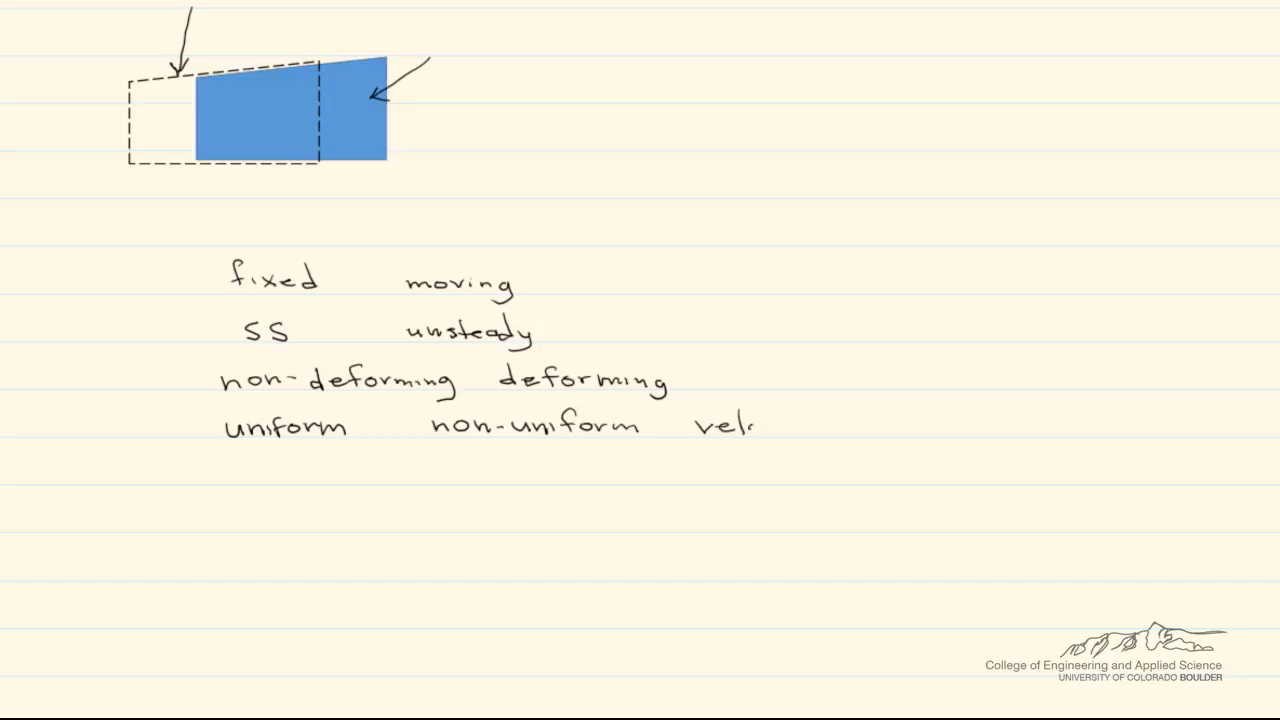 fixed moving
SS unsteady
non-deforming deforming
uniform non-uniform
College of Engineering and Applied Science
UNIVERSITY OF COLORADO BOULDER